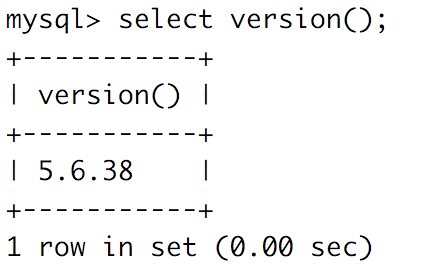 mysql> select version();
+-----------+
| version() |
+-----------+
| 5.6.38    |
+-----------+
1 row in set (0.00 sec)